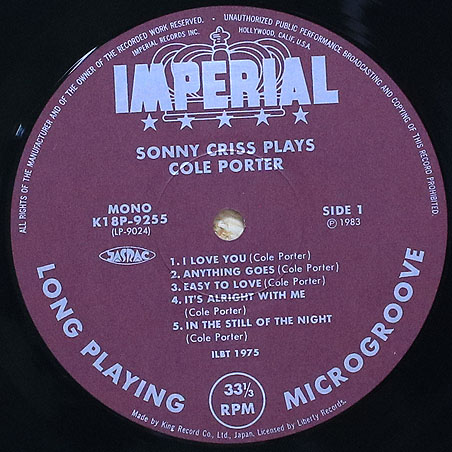 ALL RIGHTS OF THE MANUFACTURER AND OF THE OWNER OF THE RECORDED WORK RESERVED. • UNAUTHORIZED PUBLIC PERFORMANCE BROADCASTING AND COPYING OF THIS RECORD PROHIBITED.
IMPERIAL RECORDS INC. HOLLYWOOD, CALIF. U.S.A.
IMPERIAL
SONNY CRISS PLAYS
COLE PORTER
MONO
K18P-9255
(LP-9024)
SIDE 1
Ⓟ 1983
JASRAC
1. I LOVE YOU (Cole Porter)
2. ANYTHING GOES (Cole Porter)
3. EASY TO LOVE (Cole Porter)
4. IT'S ALRIGHT WITH ME
(Cole Porter)
5. IN THE STILL OF THE NIGHT
(Cole Porter)
ILBT 1975
LONG PLAYING
33⅓
RPM
MICROGROOVE
Made by King Record Co., Ltd., Japan. Licensed by Liberty Records.